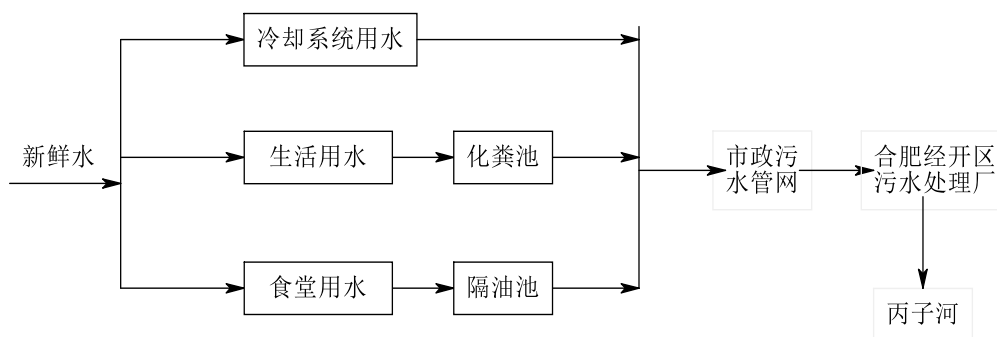 冷却系统用水
新鲜水
生活用水
化粪池
市政污
水管网
合肥经开区
污水处理厂
食堂用水
隔油池
丙子河